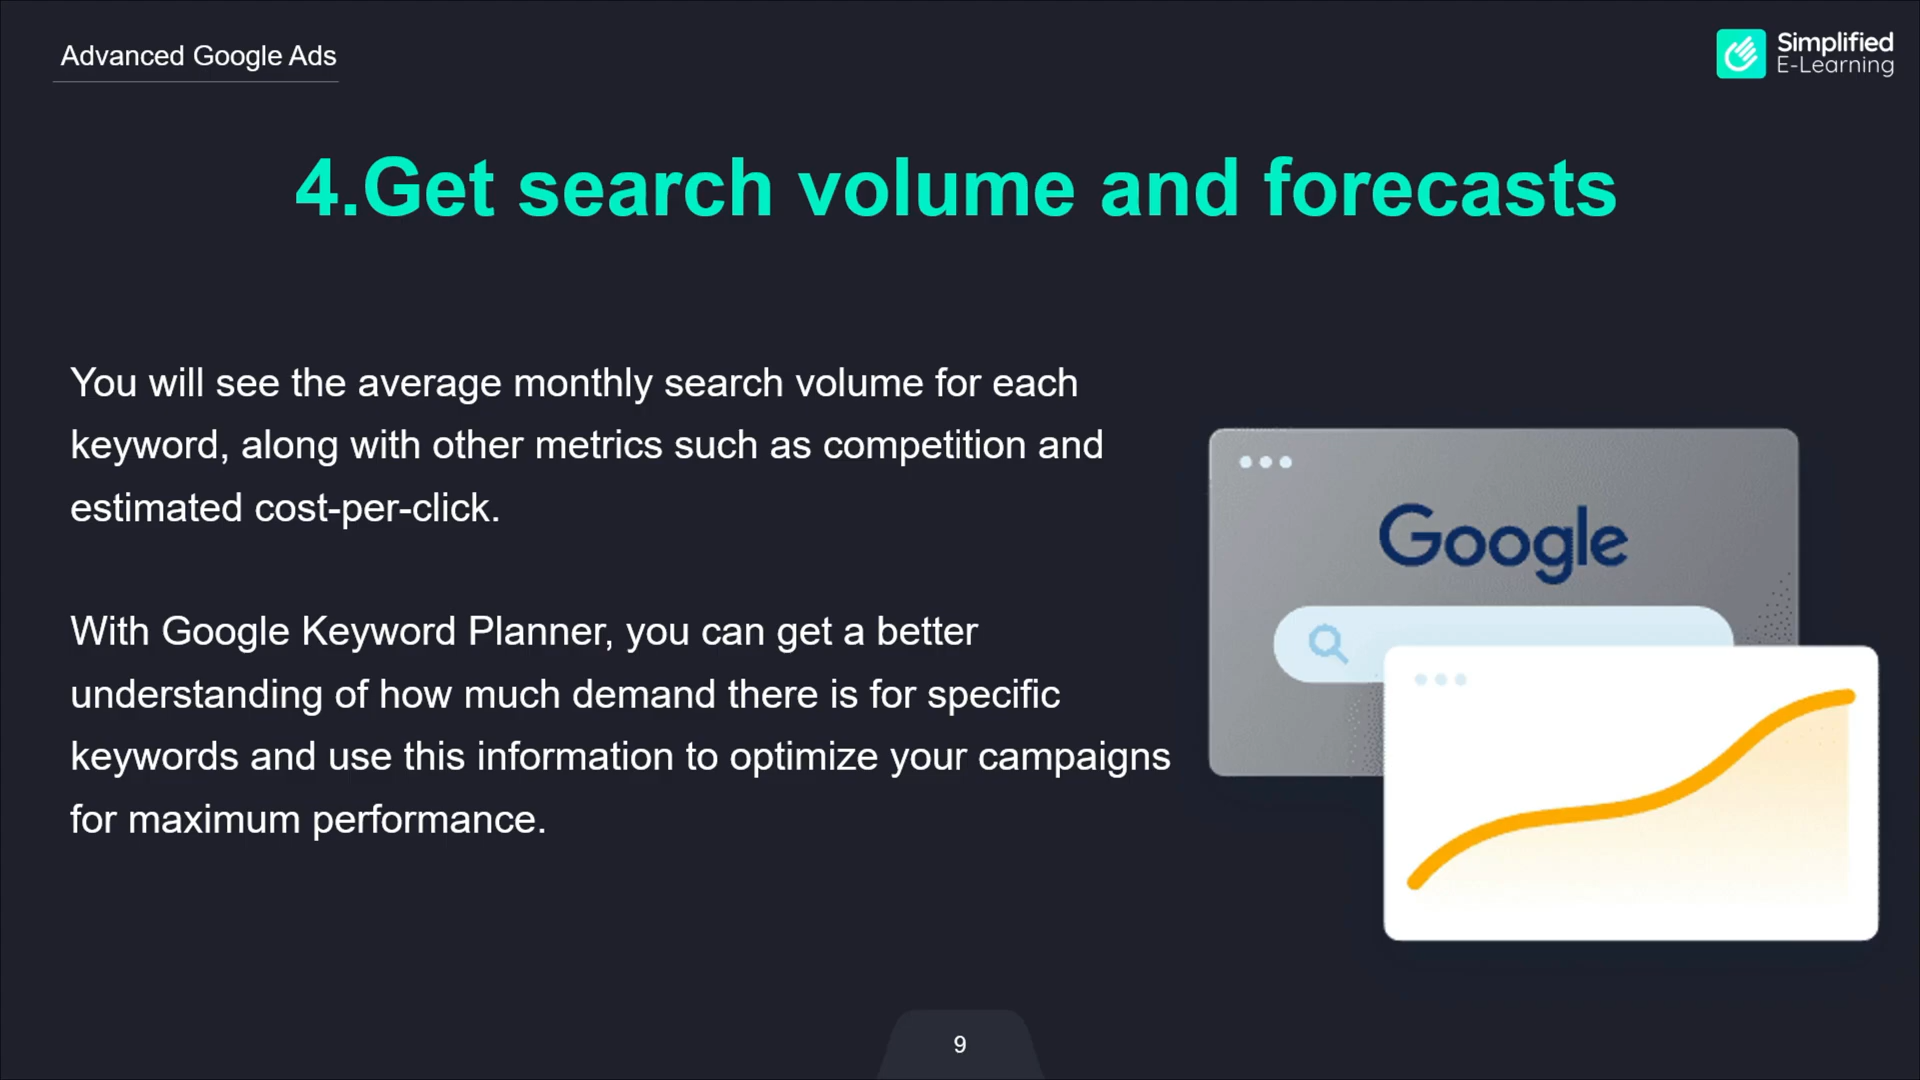 Advanced Google Ads
Simplified
E-Learning
4.Get search volume and forecasts
You will see the average monthly search volume for each
keyword, along with other metrics such as competition and
estimated cost-per-click.
With Google Keyword Planner, you can get a better
understanding of how much demand there is for specific
keywords and use this information to optimize your campaigns
for maximum performance.
Google
9